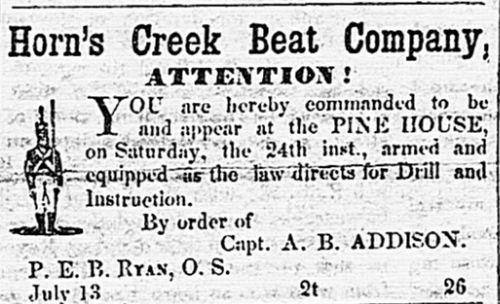 Horn's Creek Beat Company,
ATTENTION!
YOU are hereby commanded to be
and appear at the PINE HOUSE,
on Saturday, the 24th inst., armed and
equipped as the law directs for Drill and
Instruction.
By order of
Capt. A. B. ADDISON.
P. E. B. RYAN, O. S.
July 13 2t 26